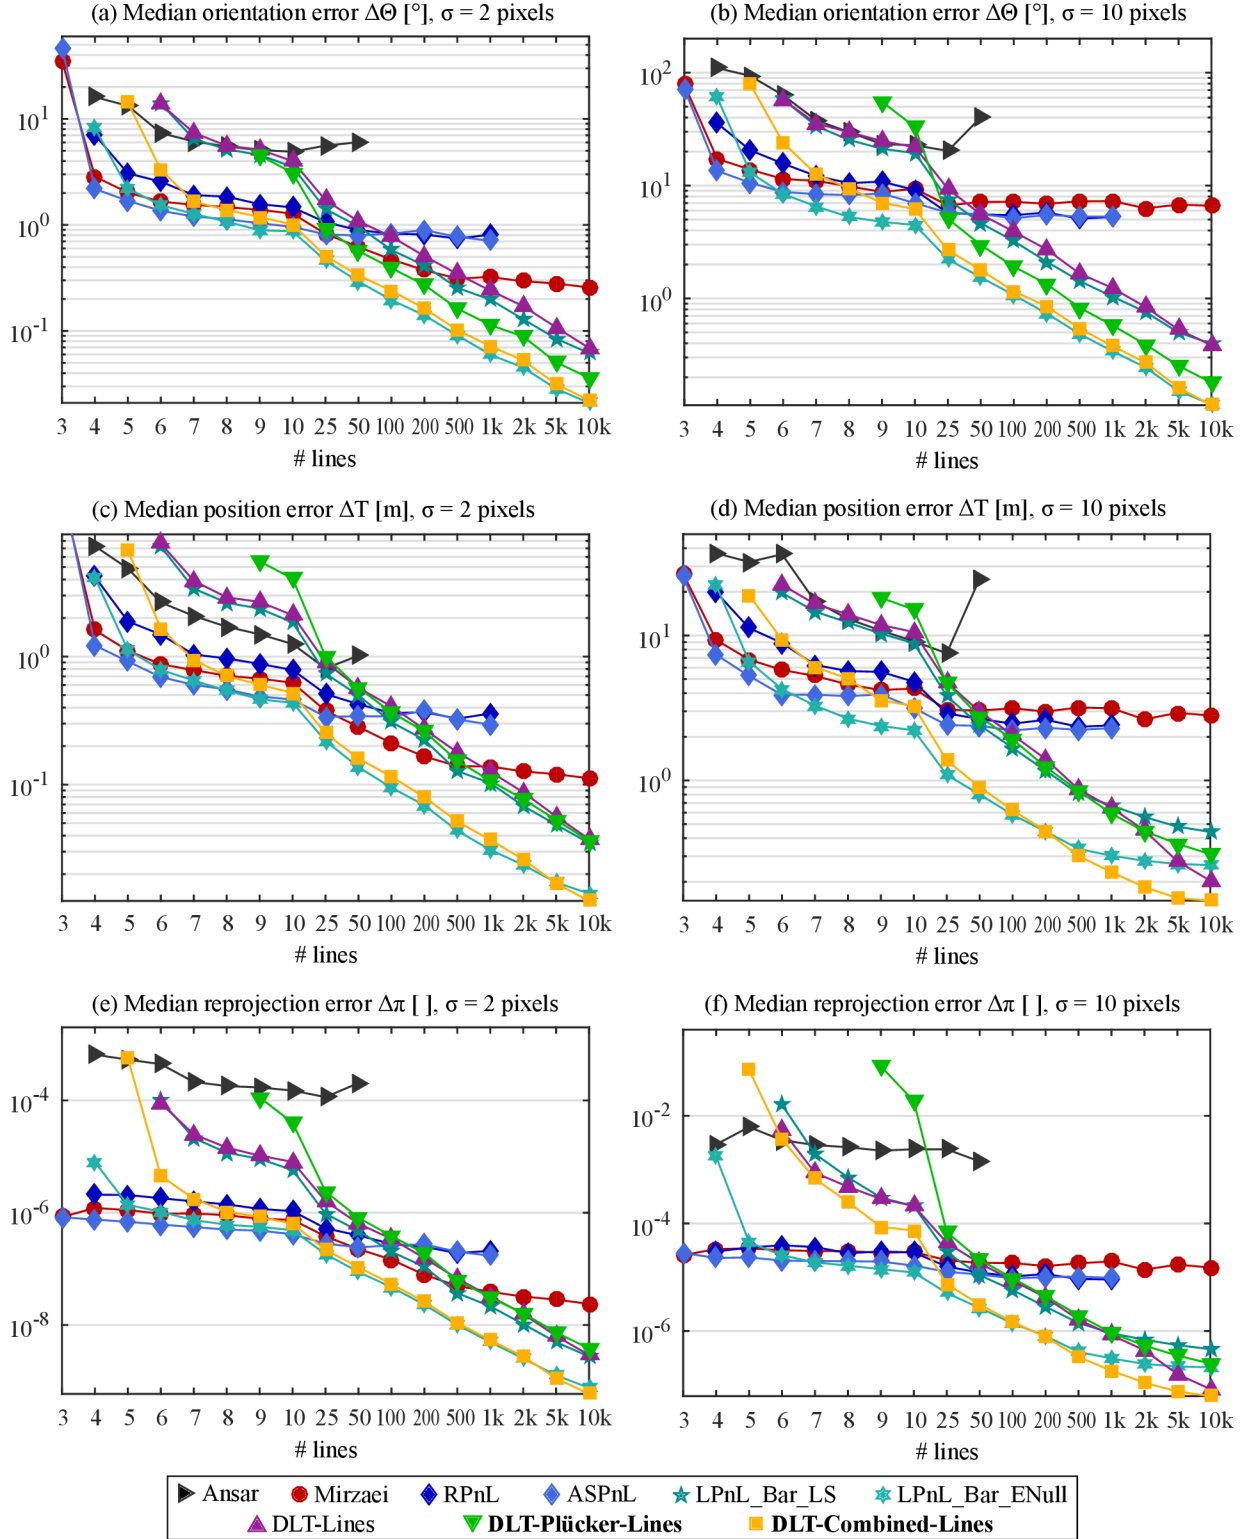 (a) Median orientation error ΔΘ [°], σ = 2 pixels
10^1
10^0
10^-1
3 4 5 6 7 8 9 10 25 50 100 200 500 1k 2k 5k 10k
# lines
(b) Median orientation error ΔΘ [°], σ = 10 pixels
10^2
10^1
10^0
3 4 5 6 7 8 9 10 25 50 100 200 500 1k 2k 5k 10k
# lines
(c) Median position error ΔT [m], σ = 2 pixels
10^0
10^-1
3 4 5 6 7 8 9 10 25 50 100 200 500 1k 2k 5k 10k
# lines
(d) Median position error ΔT [m], σ = 10 pixels
10^1
10^0
3 4 5 6 7 8 9 10 25 50 100 200 500 1k 2k 5k 10k
# lines
(e) Median reprojection error Δπ [ ], σ = 2 pixels
10^-4
10^-6
10^-8
3 4 5 6 7 8 9 10 25 50 100 200 500 1k 2k 5k 10k
# lines
(f) Median reprojection error Δπ [ ], σ = 10 pixels
10^-2
10^-4
10^-6
3 4 5 6 7 8 9 10 25 50 100 200 500 1k 2k 5k 10k
# lines
Ansar Mirzaei RPnL ASPnL LPnL_Bar_LS LPnL_Bar_ENull
DLT-Lines DLT-Plücker-Lines DLT-Combined-Lines